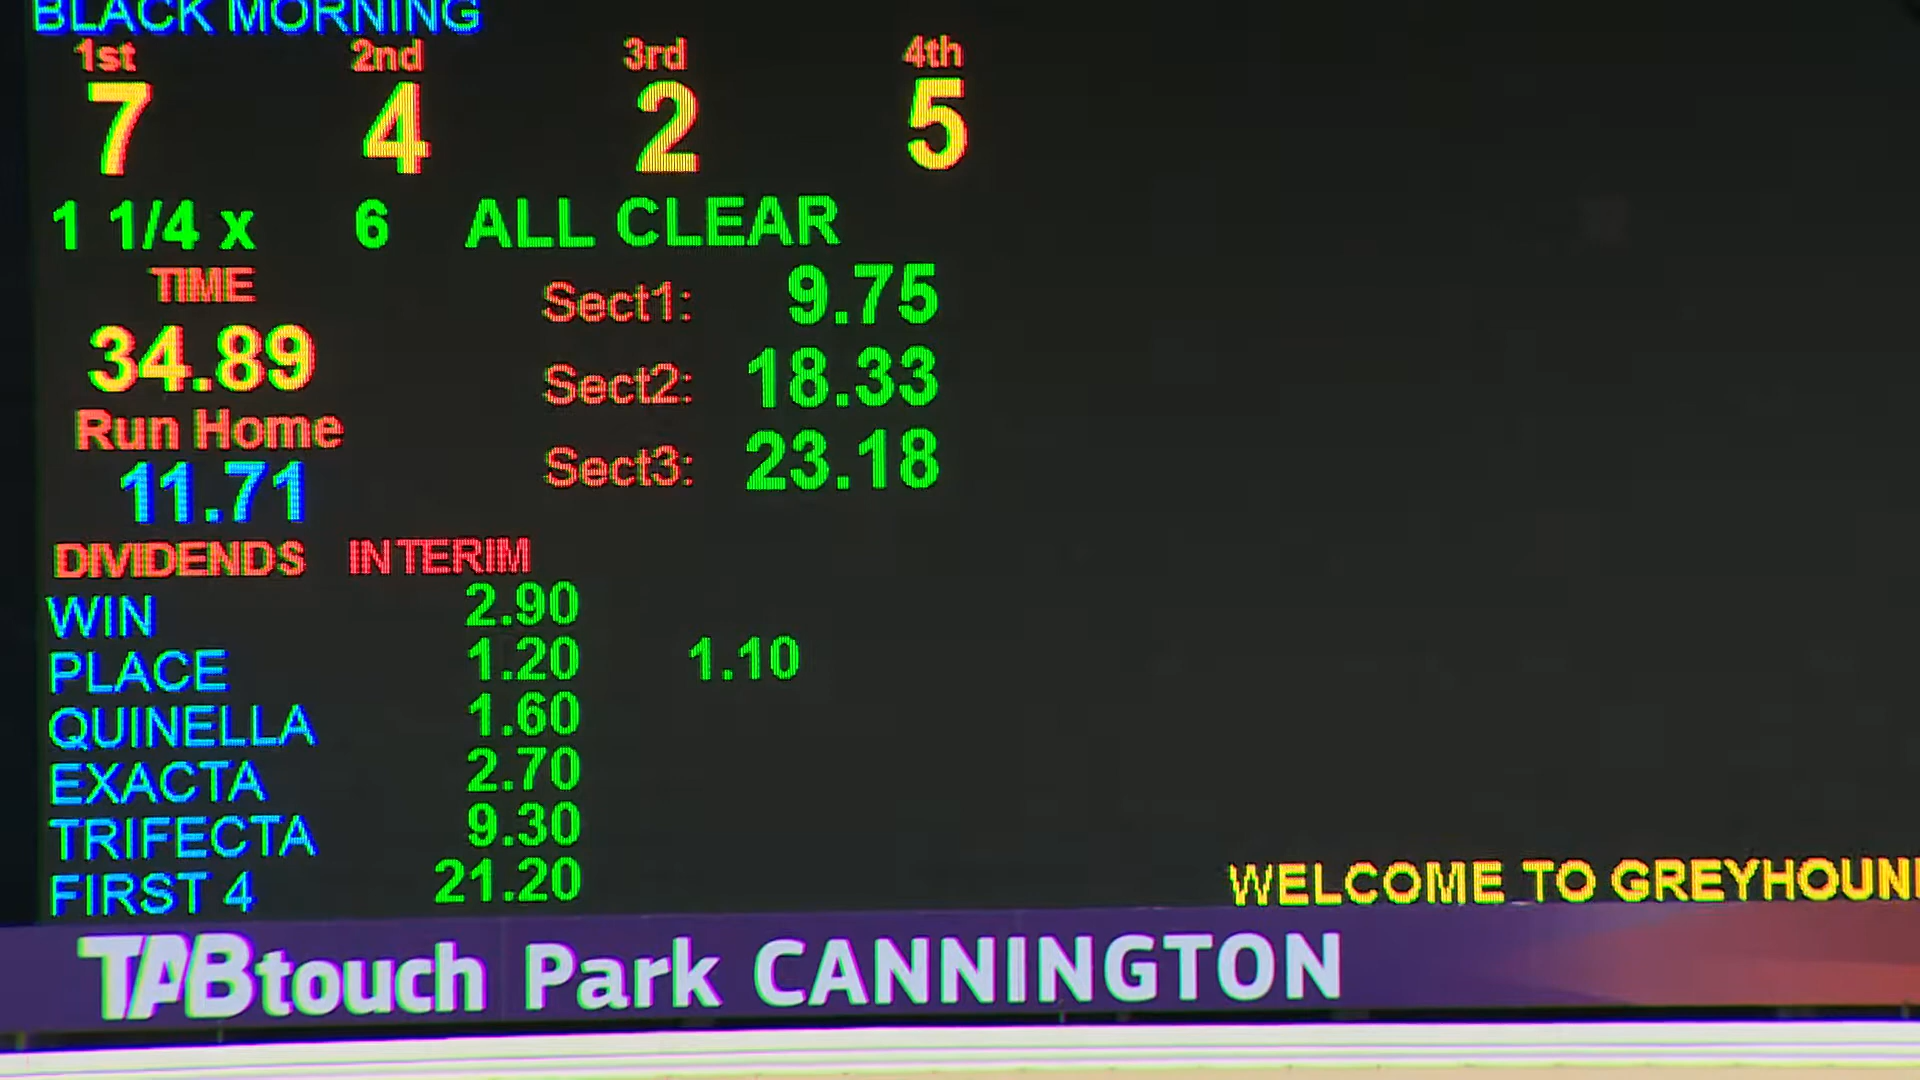 BLACK MORNING
1st 2nd 3rd 4th
7 4 2 5
1 1/4 x 6 ALL CLEAR
TIME
34.89
Sect1: 9.75
Sect2: 18.33
Run Home
11.71
Sect3: 23.18
DIVIDENDS INTERIM
WIN 2.90
PLACE 1.20 1.10
QUINELLA 1.60
EXACTA 2.70
TRIFECTA 9.30
FIRST 4 21.20
WELCOME TO GREYHOUN
TABtouch Park CANNINGTON